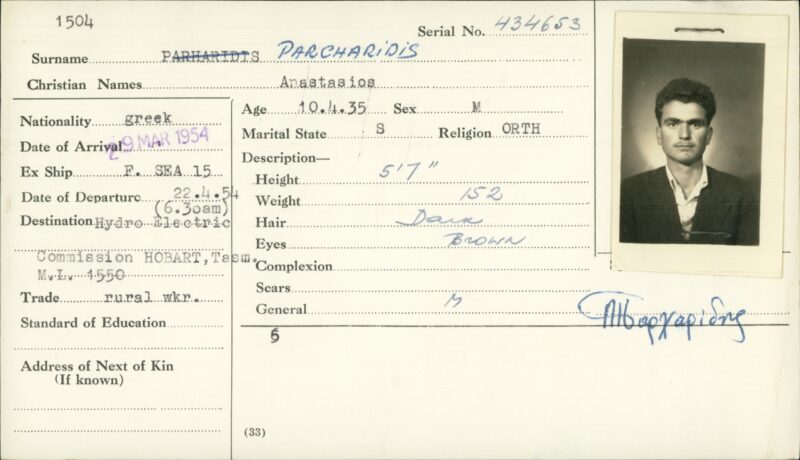 1504
Serial No. 434653
Surname PARHARIDIS PARCHARIDIS
Christian Names Anastasios
Nationality greek
Date of Arrival 29 MAR 1954
Ex Ship F. SEA 15
Date of Departure 22.4.54
(6.30am)
Destination Hydro Electric
Commission HOBART, Tasm.
M.L. 1550
Trade rural wkr.
Standard of Education
Address of Next of Kin
(If known)
Age 10.4.35 Sex M
Marital State S Religion ORTH
Description—
Height 5'7"
Weight 152
Hair Dark
Eyes Brown
Complexion
Scars
General M
6
Παρχαρίδης
(33)